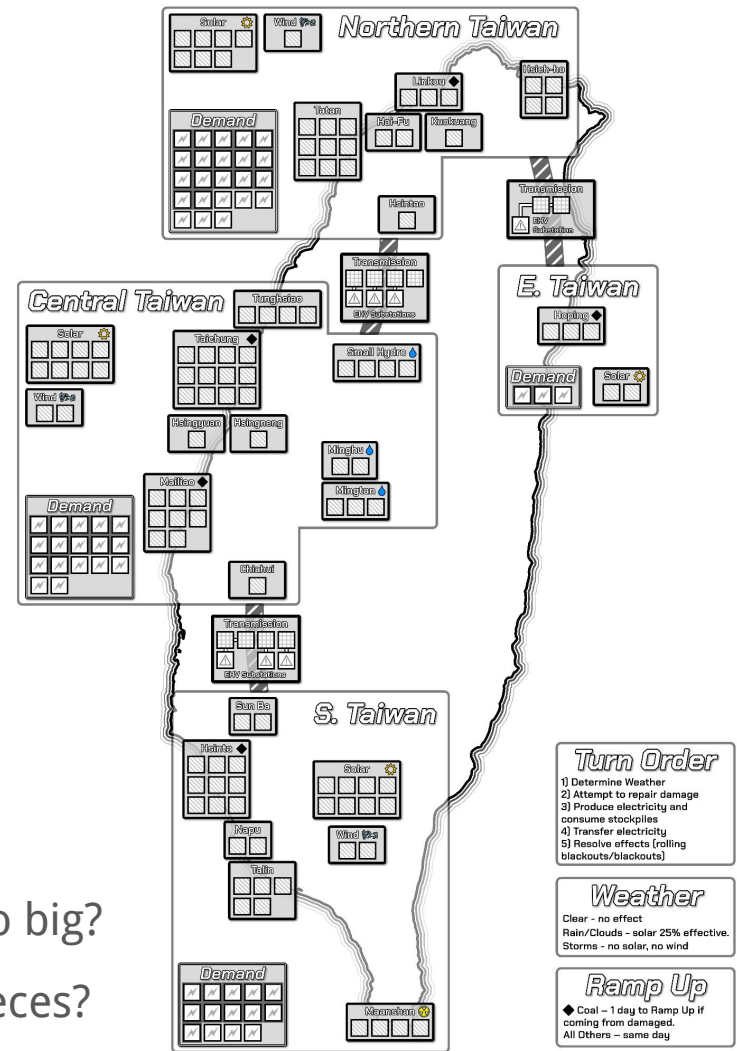 Northern Taiwan
Solar
Wind
Demand
Tatan
Linkou
Hai-Fu
Kuokuang
Hsieh-ho
Hsintao
Transmission
EHV Substations
Transmission
EHV
Substation
Central Taiwan
Solar
Wind
Tunghsiao
Taichung
Small Hydro
Hsingyuan
Hsingneng
Minghu
Mingtan
Mailiao
Demand
Chiahui
E. Taiwan
Hoping
Demand
Solar
Transmission
EHV Substations
S. Taiwan
Sun Ba
Hsinta
Solar
Napu
Wind
Talin
Demand
Maanshan
o big?
eces?
Turn Order
1) Determine Weather
2) Attempt to repair damage
3) Produce electricity and
consume stockpiles
4) Transfer electricity
5) Resolve effects (rolling
blackouts/blackouts)
Weather
Clear - no effect
Rain/Clouds - solar 25% effective.
Storms - no solar, no wind
Ramp Up
◆ Coal – 1 day to Ramp Up if
coming from damaged.
All Others – same day